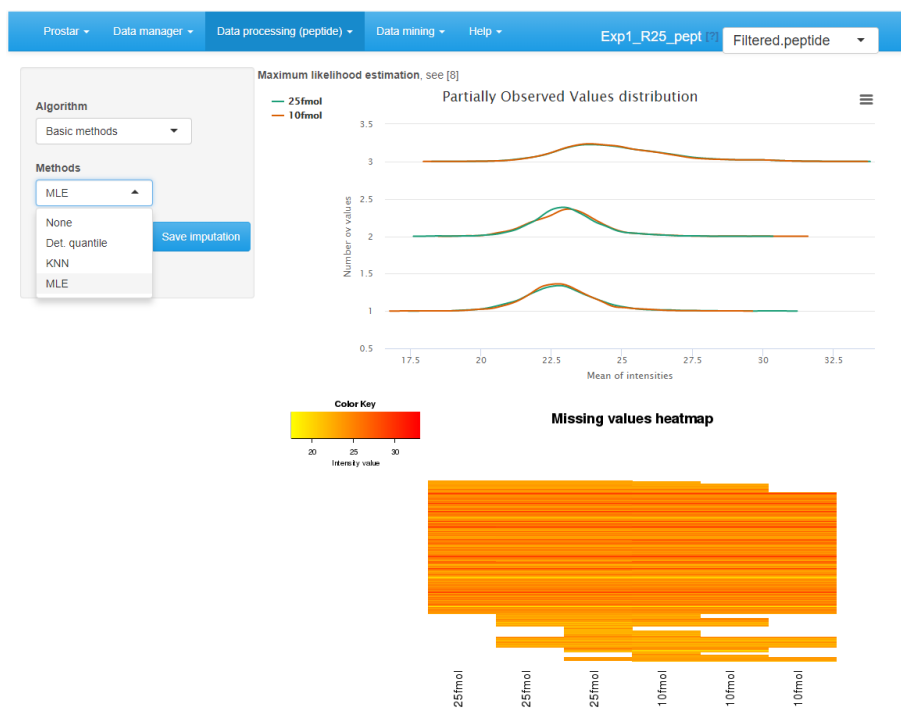 Prostar Data manager Data processing (peptide) Data mining Help Exp1_R25_pept [?] Filtered.peptide
Maximum likelihood estimation, see [8]
Algorithm
Basic methods
Methods
MLE
None
Det. quantile
KNN
MLE
Save imputation
Partially Observed Values distribution
25fmol
10fmol
Number ov values
3.5
3
2.5
2
1.5
1
0.5
17.5 20 22.5 25 27.5 30 32.5
Mean of intensities
Color Key
20 25 30
Intensity value
Missing values heatmap
25fmol
25fmol
25fmol
10fmol
10fmol
10fmol